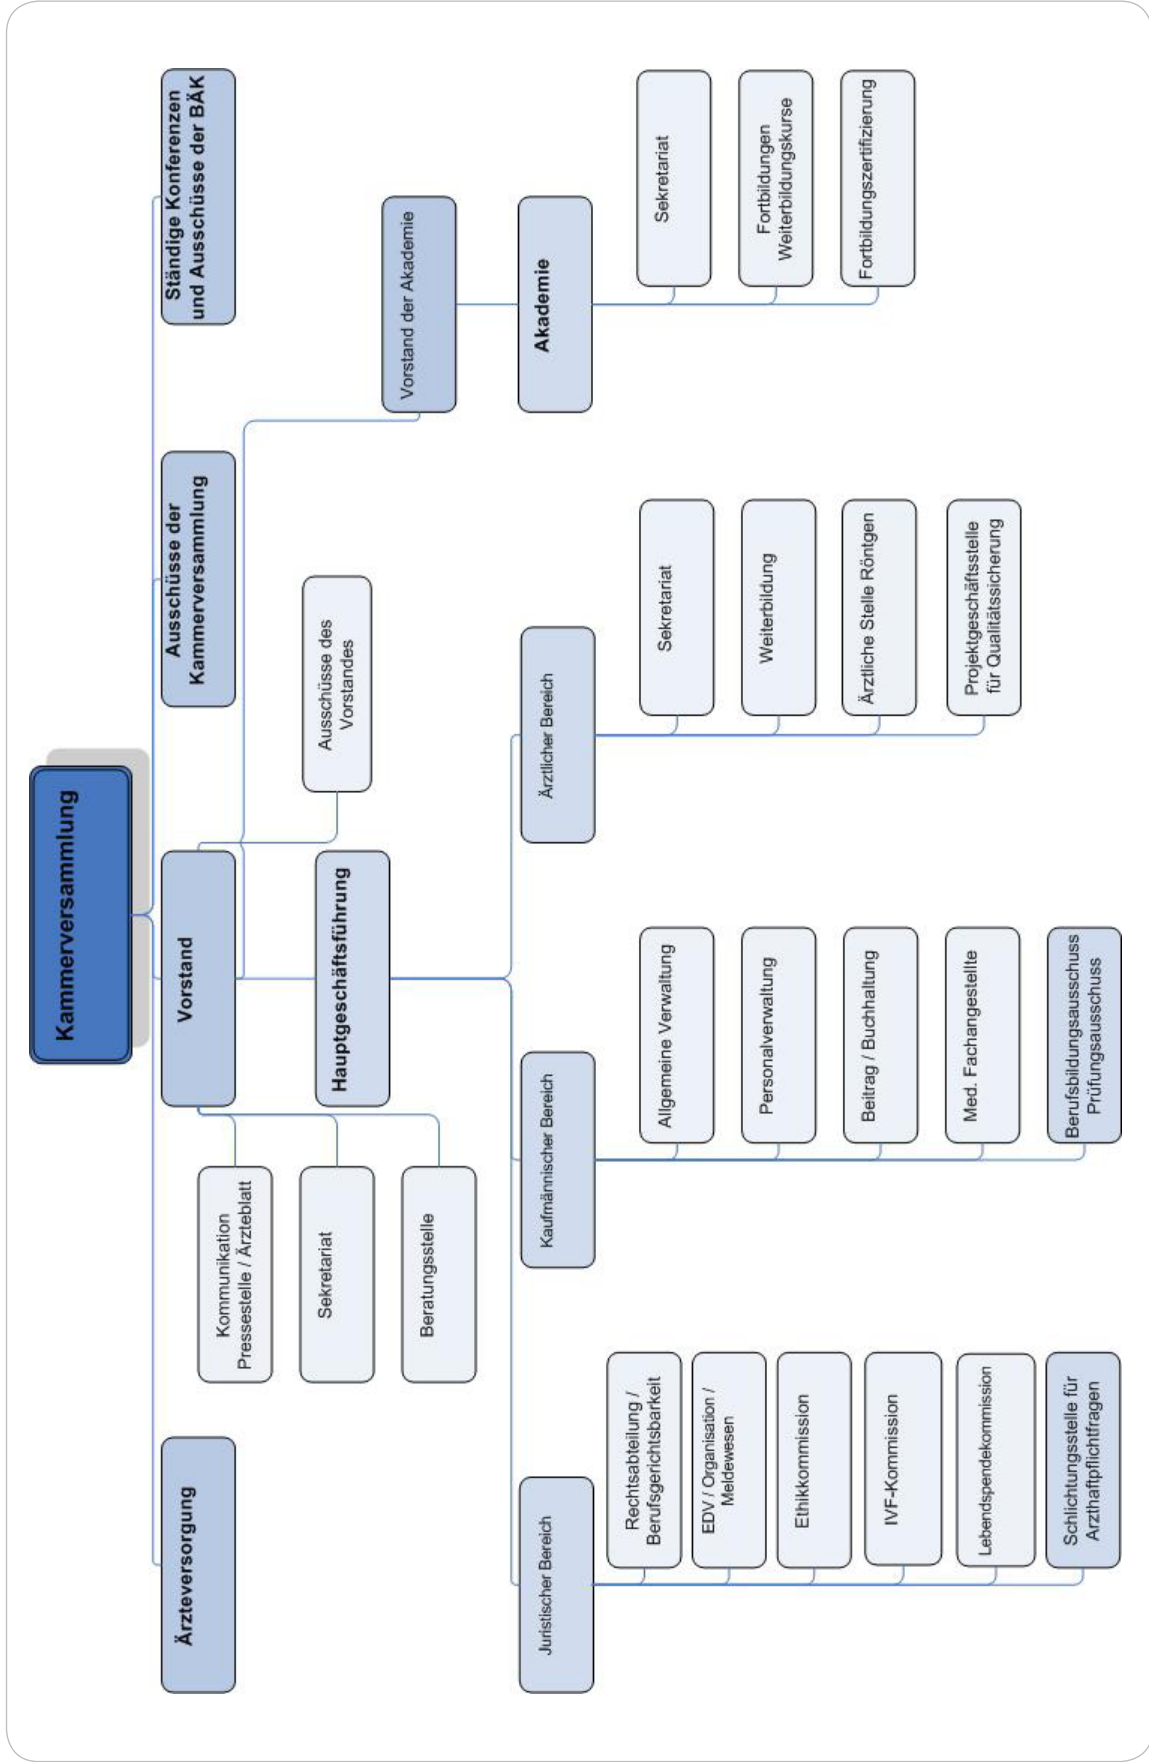 Kammerversammlung
Ärzteversorgung
Vorstand
Ausschüsse der
Kammerversammlung
Ständige Konferenzen
und Ausschüsse der BÄK
Kommunikation
Pressestelle / Ärzteblatt
Sekretariat
Beratungsstelle
Ausschüsse des
Vorstandes
Hauptgeschäftsführung
Vorstand der Akademie
Akademie
Sekretariat
Fortbildungen
Weiterbildungskurse
Fortbildungszertifizierung
Juristischer Bereich
Rechtsabteilung /
Berufsgerichtsbarkeit
EDV / Organisation /
Meldewesen
Ethikkommission
IVF-Kommission
Lebendspendekommission
Schlichtungsstelle für
Arzthaftpflichtfragen
Kaufmännischer Bereich
Allgemeine Verwaltung
Personalverwaltung
Beitrag / Buchhaltung
Med. Fachangestellte
Berufsbildungsausschuss
Prüfungsausschuss
Ärztlicher Bereich
Sekretariat
Weiterbildung
Ärztliche Stelle Röntgen
Projektgeschäftsstelle
für Qualitätssicherung